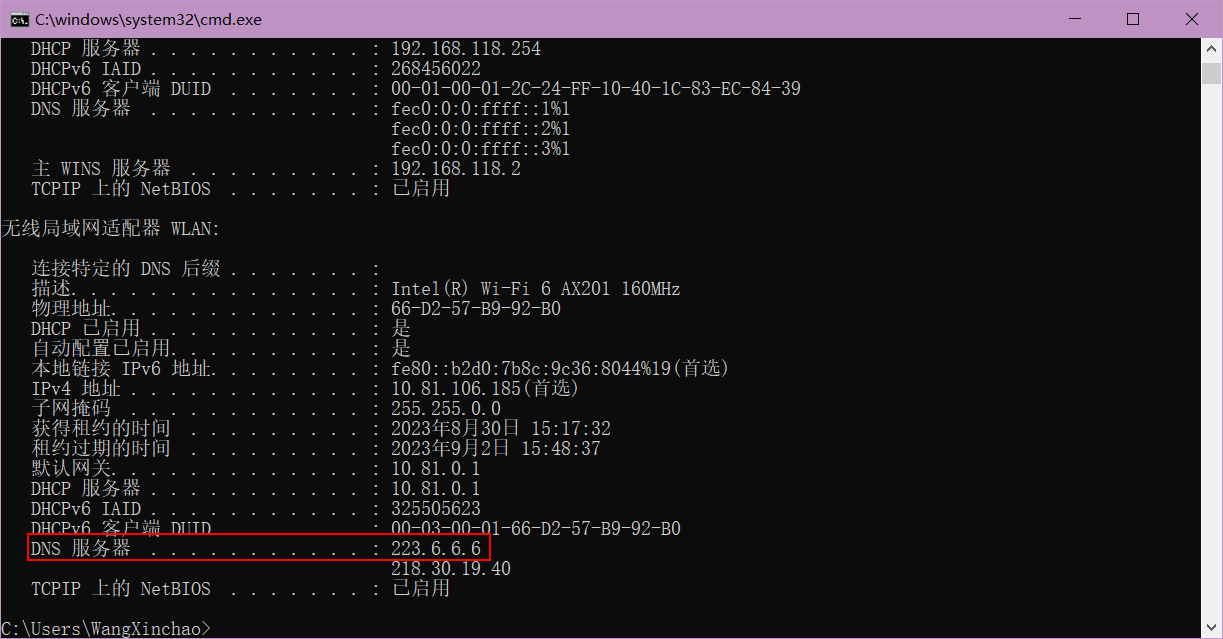 C:\windows\system32\cmd.exe
DHCP 服务器 . . . . . . . . . . . : 192.168.118.254
DHCPv6 IAID . . . . . . . . . . . : 268456022
DHCPv6 客户端 DUID  . . . . . . . : 00-01-00-01-2C-24-FF-10-40-1C-83-EC-84-39
DNS 服务器  . . . . . . . . . . . : fec0:0:0:ffff::1%1
fec0:0:0:ffff::2%1
fec0:0:0:ffff::3%1
主 WINS 服务器  . . . . . . . . . : 192.168.118.2
TCPIP 上的 NetBIOS  . . . . . . . : 已启用
无线局域网适配器 WLAN:
连接特定的 DNS 后缀 . . . . . . . :
描述. . . . . . . . . . . . . . . : Intel(R) Wi-Fi 6 AX201 160MHz
物理地址. . . . . . . . . . . . . : 66-D2-57-B9-92-B0
DHCP 已启用 . . . . . . . . . . . : 是
自动配置已启用. . . . . . . . . . : 是
本地链接 IPv6 地址. . . . . . . . : fe80::b2d0:7b8c:9c36:8044%19(首选)
IPv4 地址 . . . . . . . . . . . . : 10.81.106.185(首选)
子网掩码  . . . . . . . . . . . . : 255.255.0.0
获得租约的时间  . . . . . . . . . : 2023年8月30日 15:17:32
租约过期的时间  . . . . . . . . . : 2023年9月2日 15:48:37
默认网关. . . . . . . . . . . . . : 10.81.0.1
DHCP 服务器 . . . . . . . . . . . : 10.81.0.1
DHCPv6 IAID . . . . . . . . . . . : 325505623
DHCPv6 客户端 DUID  . . . . . . . : 00-03-00-01-66-D2-57-B9-92-B0
DNS 服务器  . . . . . . . . . . . : 223.6.6.6
218.30.19.40
TCPIP 上的 NetBIOS  . . . . . . . : 已启用
C:\Users\WangXinchao>